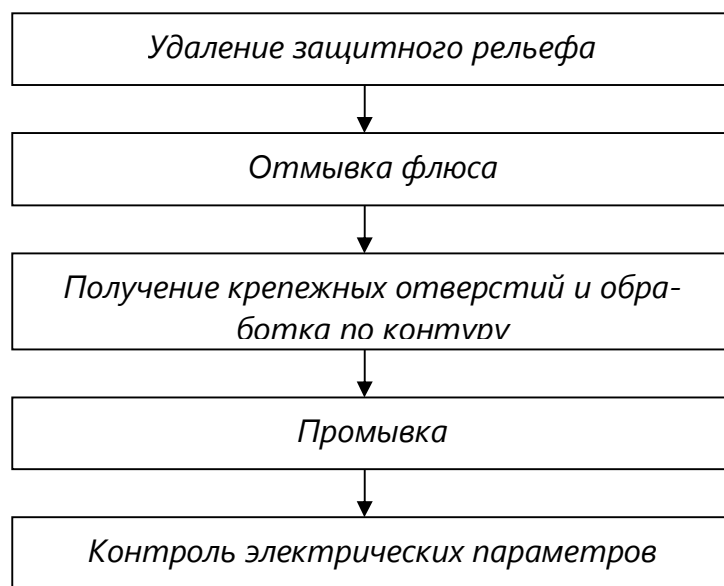 Удаление защитного рельефа
Отмывка флюса
Получение крепежных отверстий и обра-
ботка по контуру
Промывка
Контроль электрических параметров